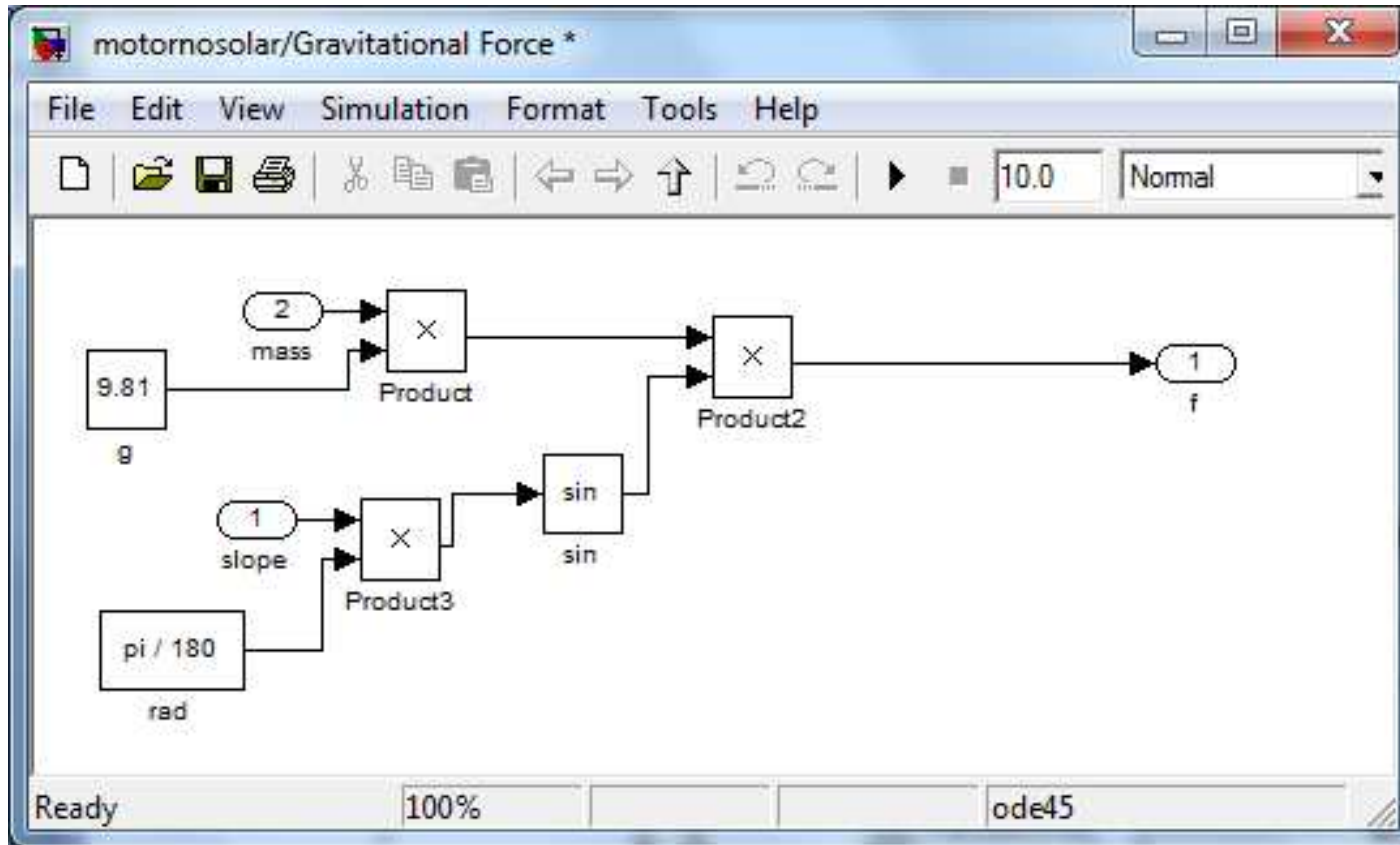 motornosolar/Gravitational Force *
File Edit View Simulation Format Tools Help
10.0 Normal
2
mass
×
Product
9.81
g
×
Product2
1
f
1
slope
×
Product3
sin
sin
pi / 180
rad
Ready 100% ode45